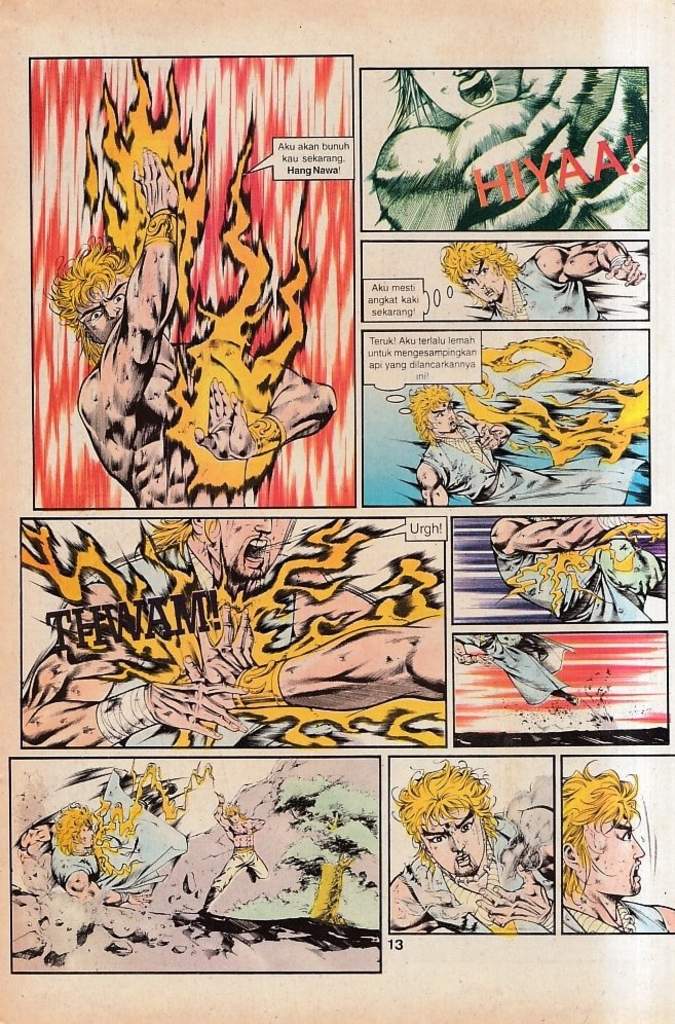 Aku akan bunuh
kau sekarang.
Hang Nawa!
HIYAA!
Aku mesti
angkat kaki
sekarang!
Teruk! Aku terlalu lemah
untuk mengesampingkan
api yang dilancarkannya
ini!
Urgh!
THWAM!
13